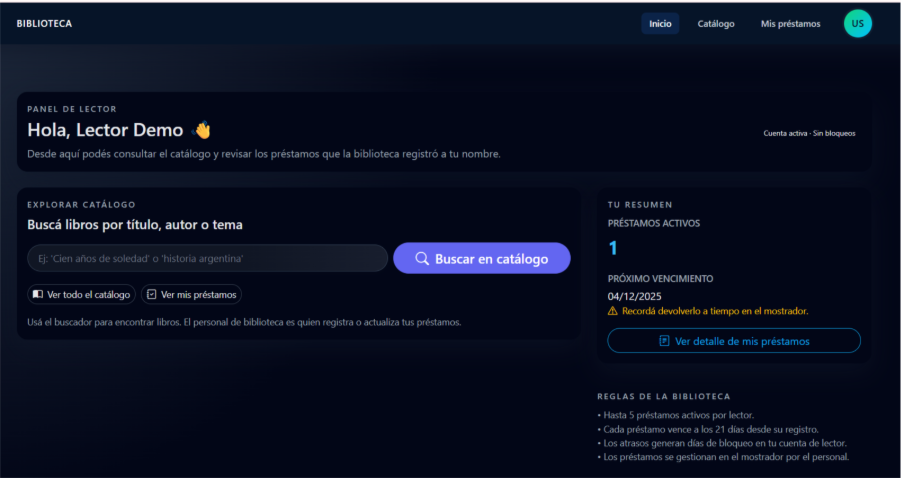 BIBLIOTECA
Inicio
Catálogo
Mis préstamos
US
PANEL DE LECTOR
Hola, Lector Demo 👋
Desde aquí podés consultar el catálogo y revisar los préstamos que la biblioteca registró a tu nombre.
Cuenta activa · Sin bloqueos
EXPLORAR CATÁLOGO
Buscá libros por título, autor o tema
Ej: 'Cien años de soledad' o 'historia argentina'
Buscar en catálogo
Ver todo el catálogo
Ver mis préstamos
Usá el buscador para encontrar libros. El personal de biblioteca es quien registra o actualiza tus préstamos.
TU RESUMEN
PRÉSTAMOS ACTIVOS
1
PRÓXIMO VENCIMIENTO
04/12/2025
⚠ Recordá devolverlo a tiempo en el mostrador.
Ver detalle de mis préstamos
REGLAS DE LA BIBLIOTECA
• Hasta 5 préstamos activos por lector.
• Cada préstamo vence a los 21 días desde su registro.
• Los atrasos generan días de bloqueo en tu cuenta de lector.
• Los préstamos se gestionan en el mostrador por el personal.